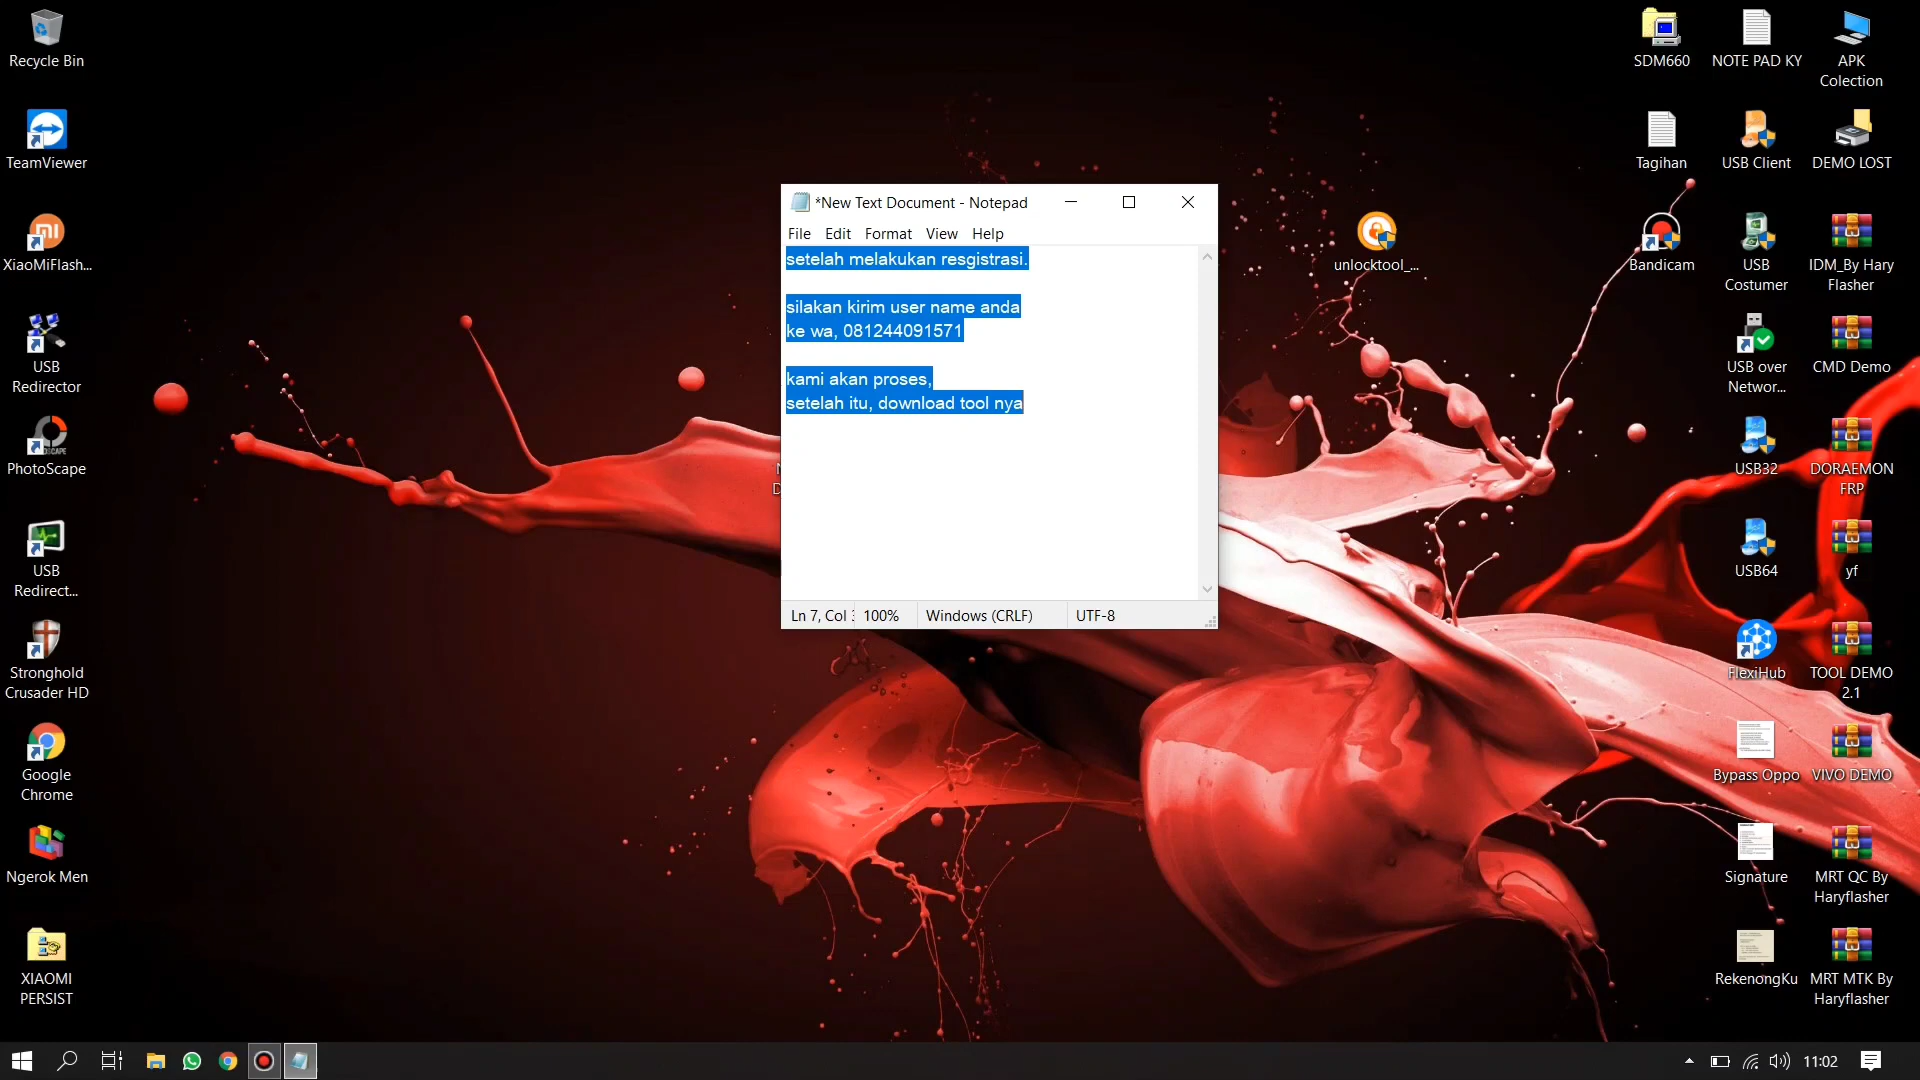 Recycle Bin
TeamViewer
XiaoMiFlash...
USB
Redirector
PhotoScape
USB
Redirect...
Stronghold
Crusader HD
Google
Chrome
Ngerok Men
XIAOMI
PERSIST
*New Text Document - Notepad
File Edit Format View Help
setelah melakukan resgistrasi.
silakan kirim user name anda
ke wa, 081244091571
kami akan proses,
setelah itu, download tool nya
Ln 7, Col
100%
Windows (CRLF)
UTF-8
unlocktool_...
SDM660
Tagihan
Bandicam
NOTE PAD KY
USB Client
USB
Costumer
USB over
Networ...
USB32
USB64
FlexiHub
Bypass Oppo
Signature
RekenongKu
APK
Colection
DEMO LOST
IDM_By Hary
Flasher
CMD Demo
DORAEMON
FRP
yf
TOOL DEMO
2.1
VIVO DEMO
MRT QC By
Haryflasher
MRT MTK By
Haryflasher
11:02